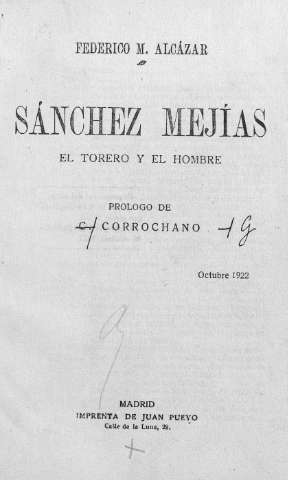 FEDERICO M. ALCÁZAR
SÁNCHEZ MEJÍAS
EL TORERO Y EL HOMBRE
PROLOGO DE
C/ CORROCHANO G
Octubre 1922
MADRID
IMPRENTA DE JUAN PUEYO
Calle de la Luna, 29.